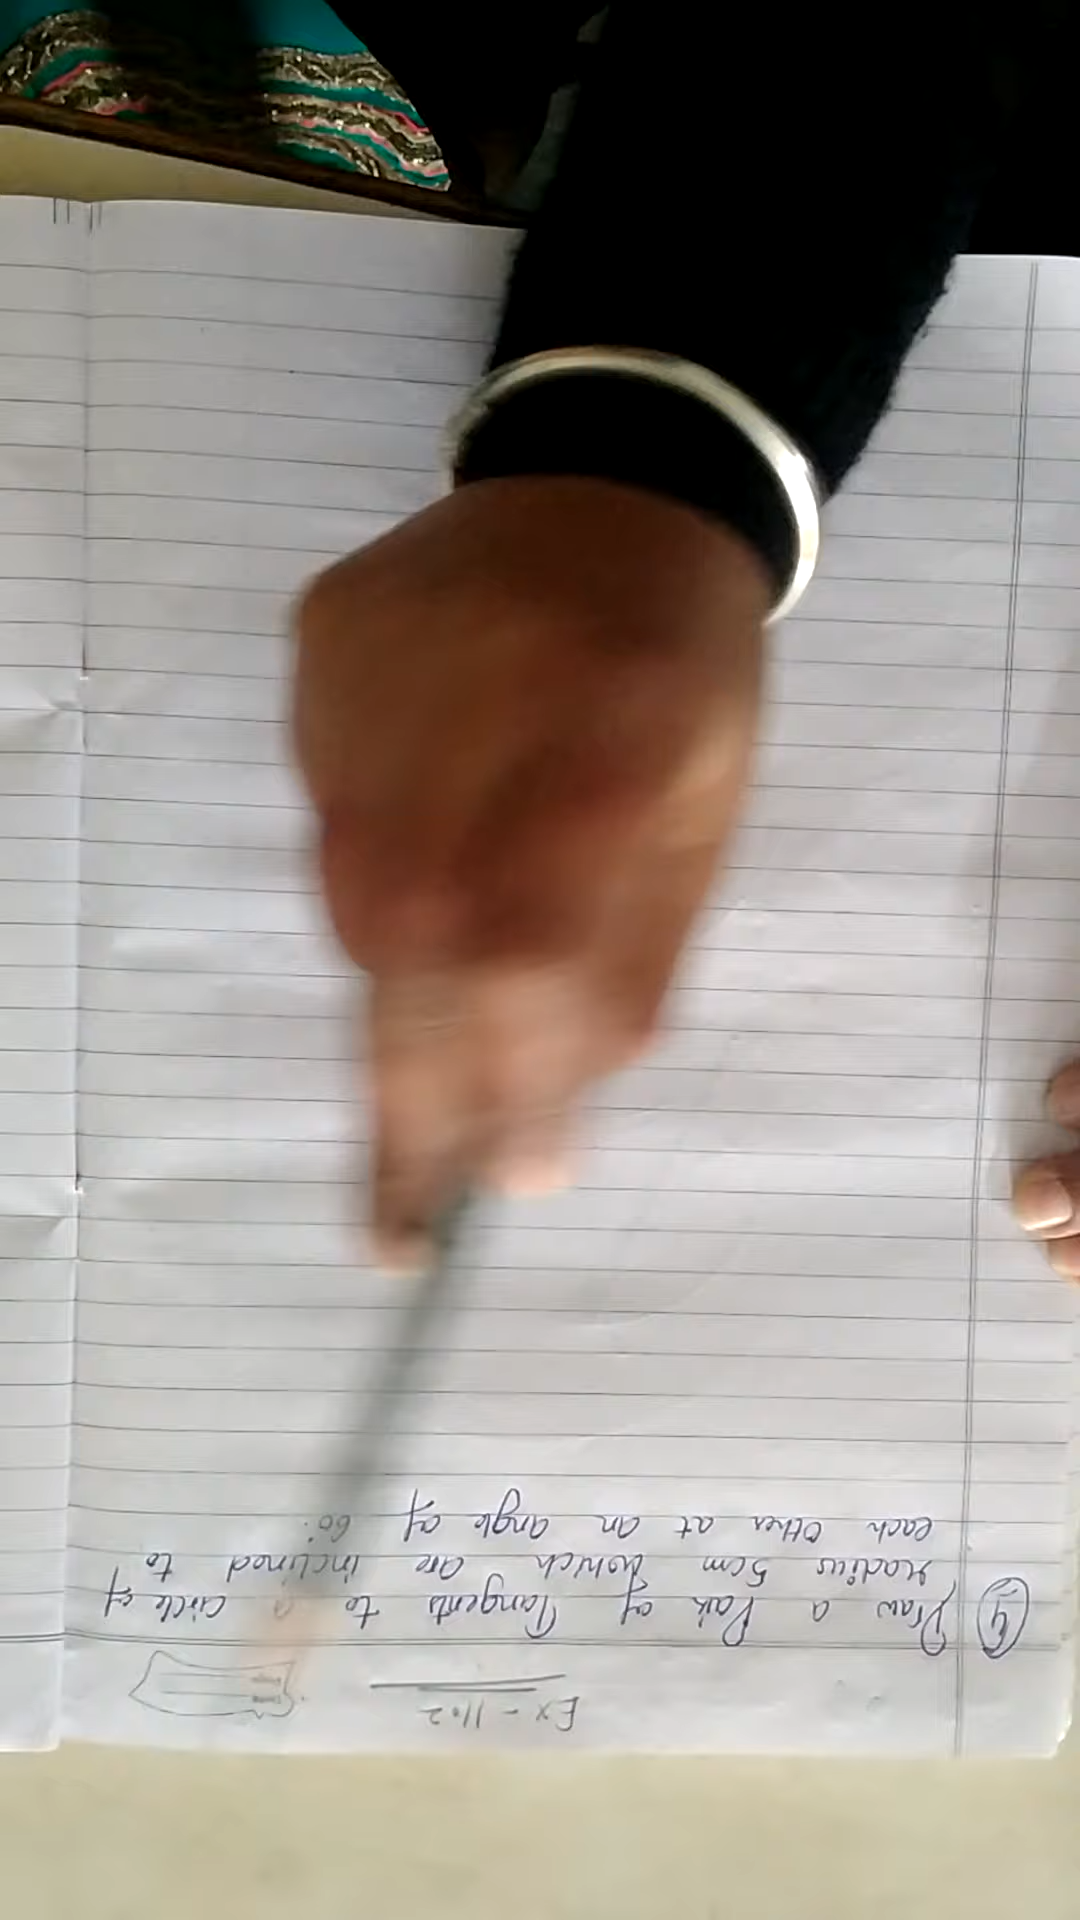 Ex - 11.2
④ Draw a Pair of Tangents to a circle of
radius 5cm which are inclined to
each other at an angle of 60°.